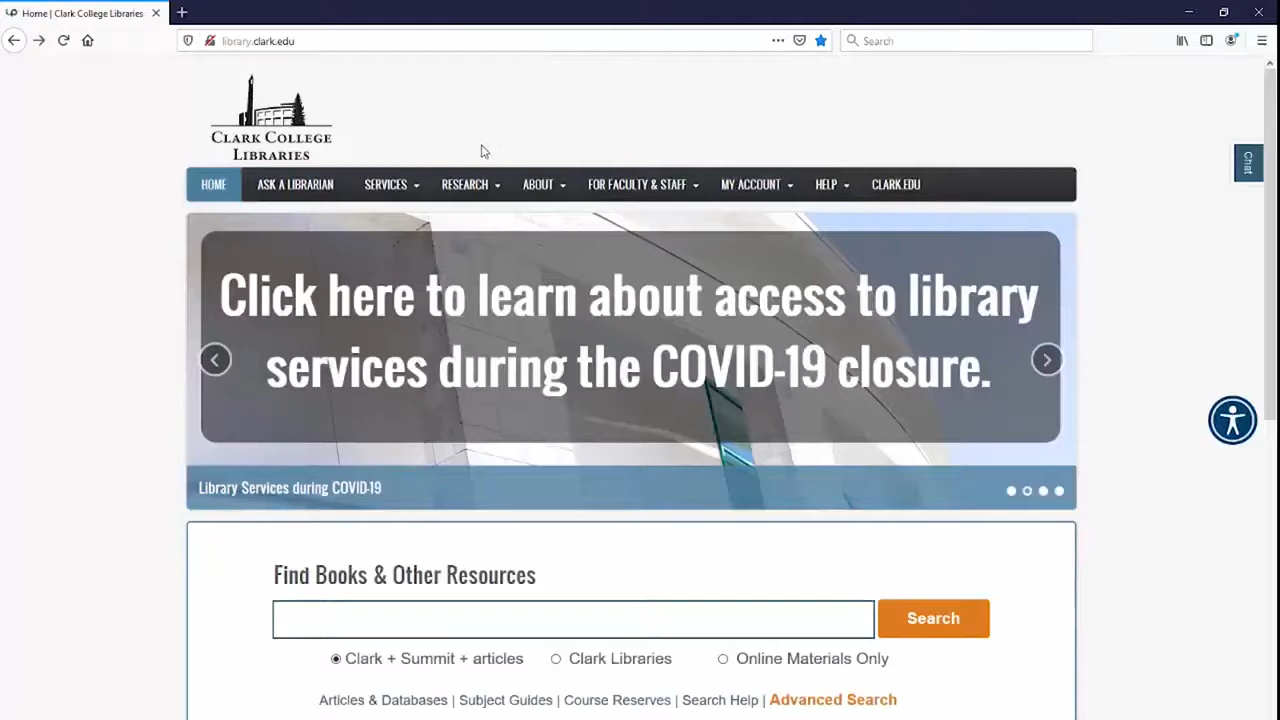 Home | Clark College Libraries
library.clark.edu
Search
CLARK COLLEGE
LIBRARIES
HOME ASK A LIBRARIAN SERVICES RESEARCH ABOUT FOR FACULTY & STAFF MY ACCOUNT HELP CLARK.EDU
Chat
Click here to learn about access to library
services during the COVID-19 closure.
Library Services during COVID-19
Find Books & Other Resources
Search
Clark + Summit + articles Clark Libraries Online Materials Only
Articles & Databases | Subject Guides | Course Reserves | Search Help | Advanced Search